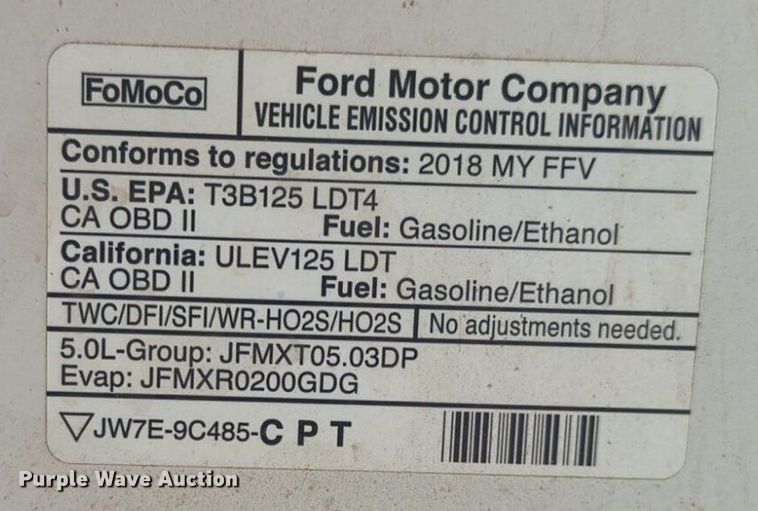 FoMoCo
Ford Motor Company
VEHICLE EMISSION CONTROL INFORMATION
Conforms to regulations: 2018 MY FFV
U.S. EPA: T3B125 LDT4
CA OBD II Fuel: Gasoline/Ethanol
California: ULEV125 LDT
CA OBD II Fuel: Gasoline/Ethanol
TWC/DFI/SFI/WR-HO2S/HO2S No adjustments needed.
5.0L-Group: JFMXT05.03DP
Evap: JFMXR0200GDG
JW7E-9C485-C P T
Purple Wave Auction